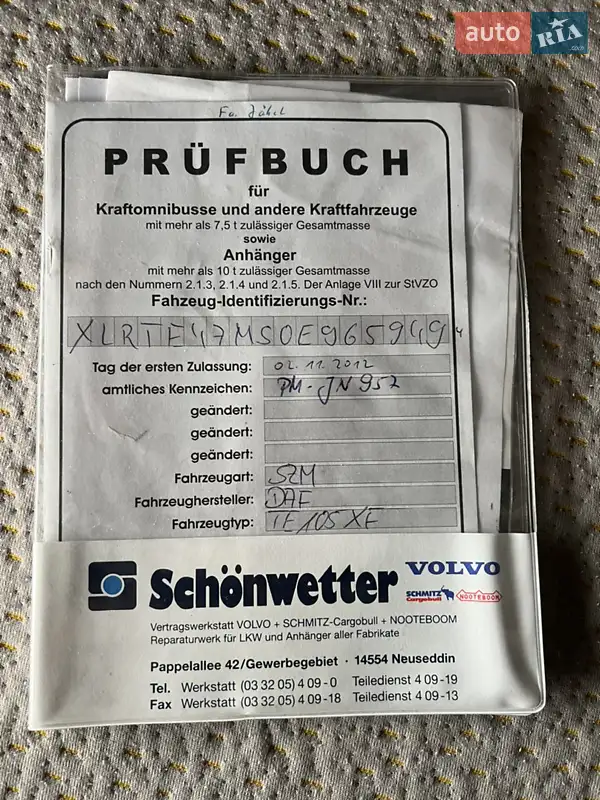 auto RIA .com
Fa. Jäkel
PRÜFBUCH
für
Kraftomnibusse und andere Kraftfahrzeuge
mit mehr als 7,5 t zulässiger Gesamtmasse
sowie
Anhänger
mit mehr als 10 t zulässiger Gesamtmasse
nach den Nummern 2.1.3, 2.1.4 und 2.1.5. Der Anlage VIII zur StVZO
Fahzeug-Identifizierungs-Nr.:
XLRTE47MS0E965949
Tag der ersten Zulassung: 02.11.2012
amtliches Kennzeichen: PM-JN 952
geändert:
geändert:
geändert:
Fahrzeugart: SZM
Fahrzeughersteller: DAF
Fahrzeugtyp: TE 105 XF
Schönwetter VOLVO
SCHMITZ Cargobull NOOTEBOOM
Vertragswerkstatt VOLVO + SCHMITZ-Cargobull + NOOTEBOOM
Reparaturwerk für LKW und Anhänger aller Fabrikate
Pappelallee 42/Gewerbegebiet · 14554 Neuseddin
Tel. Werkstatt (03 32 05) 4 09-0 Teiledienst 4 09-19
Fax Werkstatt (03 32 05) 4 09-18 Teiledienst 4 09-13